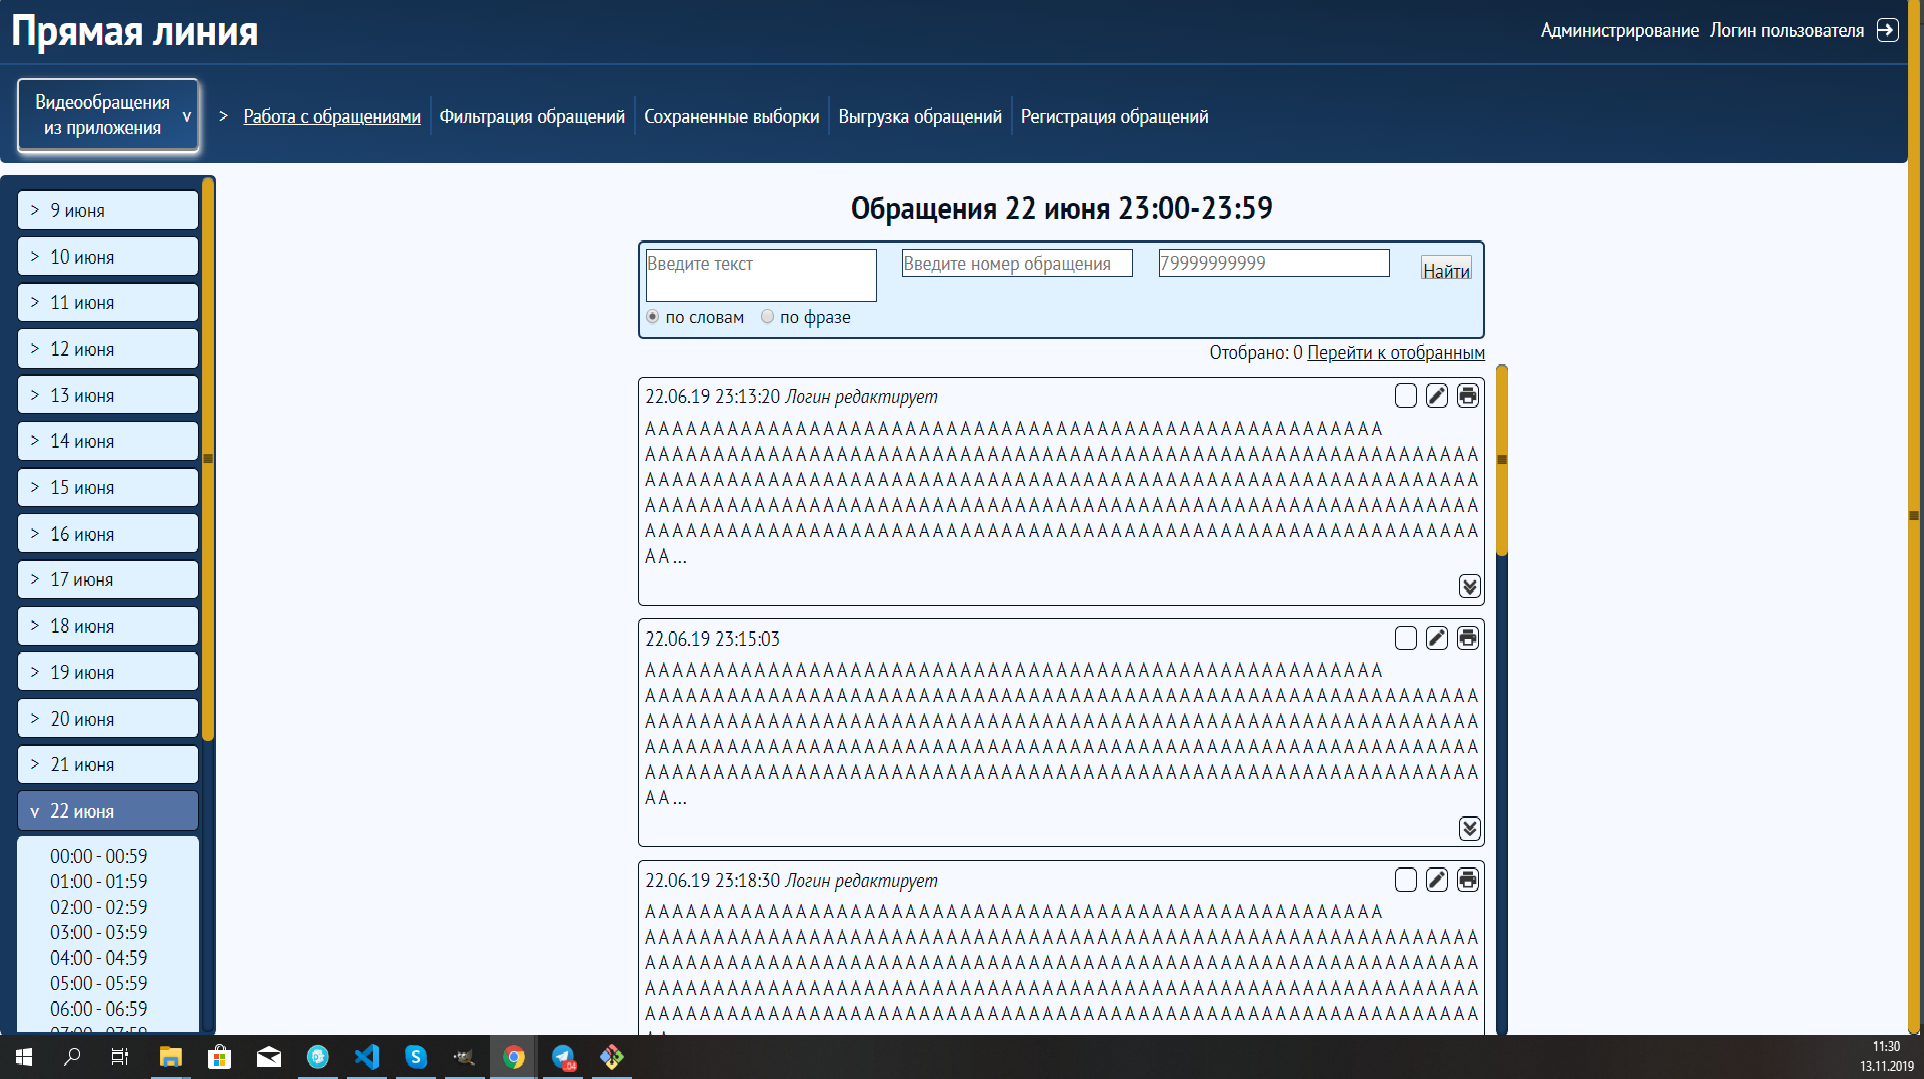 Прямая линия
Администрирование Логин пользователя
Видеообращения
из приложения v
> Работа с обращениями Фильтрация обращений Сохраненные выборки Выгрузка обращений Регистрация обращений
> 9 июня
> 10 июня
> 11 июня
> 12 июня
> 13 июня
> 14 июня
> 15 июня
> 16 июня
> 17 июня
> 18 июня
> 19 июня
> 20 июня
> 21 июня
v 22 июня
00:00 - 00:59
01:00 - 01:59
02:00 - 02:59
03:00 - 03:59
04:00 - 04:59
05:00 - 05:59
06:00 - 06:59
07:00 - 07:59
Обращения 22 июня 23:00-23:59
Введите текст Введите номер обращения 79999999999 Найти
по словам по фразе
Отобрано: 0 Перейти к отобранным
22.06.19 23:13:20 Логин редактирует
А А А А А А А А А А А А А А А А А А А А А А А А А А А А А А А А А А А А А А А А А А А А А А А А А А А А А А
А А А А А А А А А А А А А А А А А А А А А А А А А А А А А А А А А А А А А А А А А А А А А А А А А А А А А А А А А А А А А
А А А А А А А А А А А А А А А А А А А А А А А А А А А А А А А А А А А А А А А А А А А А А А А А А А А А А А А А А А А А А
А А А А А А А А А А А А А А А А А А А А А А А А А А А А А А А А А А А А А А А А А А А А А А А А А А А А А А А А А А А А А
А А А А А А А А А А А А А А А А А А А А А А А А А А А А А А А А А А А А А А А А А А А А А А А А А А А А А А А А А А А А А
А А ...
22.06.19 23:15:03
А А А А А А А А А А А А А А А А А А А А А А А А А А А А А А А А А А А А А А А А А А А А А А А А А А А А А А
А А А А А А А А А А А А А А А А А А А А А А А А А А А А А А А А А А А А А А А А А А А А А А А А А А А А А А А А А А А А А
А А А А А А А А А А А А А А А А А А А А А А А А А А А А А А А А А А А А А А А А А А А А А А А А А А А А А А А А А А А А А
А А А А А А А А А А А А А А А А А А А А А А А А А А А А А А А А А А А А А А А А А А А А А А А А А А А А А А А А А А А А А
А А А А А А А А А А А А А А А А А А А А А А А А А А А А А А А А А А А А А А А А А А А А А А А А А А А А А А А А А А А А А
А А ...
22.06.19 23:18:30 Логин редактирует
А А А А А А А А А А А А А А А А А А А А А А А А А А А А А А А А А А А А А А А А А А А А А А А А А А А А А А
А А А А А А А А А А А А А А А А А А А А А А А А А А А А А А А А А А А А А А А А А А А А А А А А А А А А А А А А А А А А А
А А А А А А А А А А А А А А А А А А А А А А А А А А А А А А А А А А А А А А А А А А А А А А А А А А А А А А А А А А А А А
А А А А А А А А А А А А А А А А А А А А А А А А А А А А А А А А А А А А А А А А А А А А А А А А А А А А А А А А А А А А А
А А А А А А А А А А А А А А А А А А А А А А А А А А А А А А А А А А А А А А А А А А А А А А А А А А А А А А А А А А А А А
11:30
13.11.2019